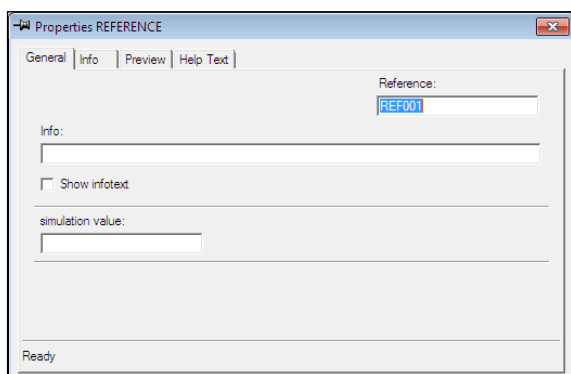 Properties REFERENCE
General Info Preview Help Text
Reference:
REF001
Info:
Show infotext
simulation value:
Ready